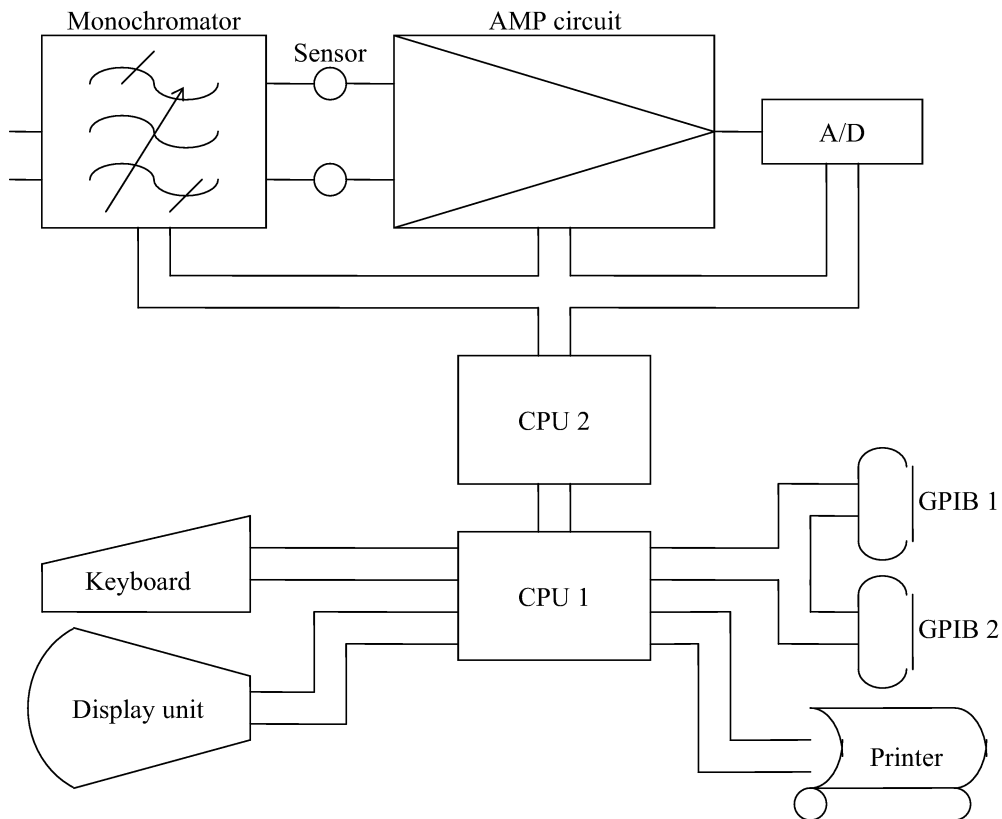 Monochromator
AMP circuit
Sensor
A/D
CPU 2
GPIB 1
Keyboard
CPU 1
GPIB 2
Display unit
Printer